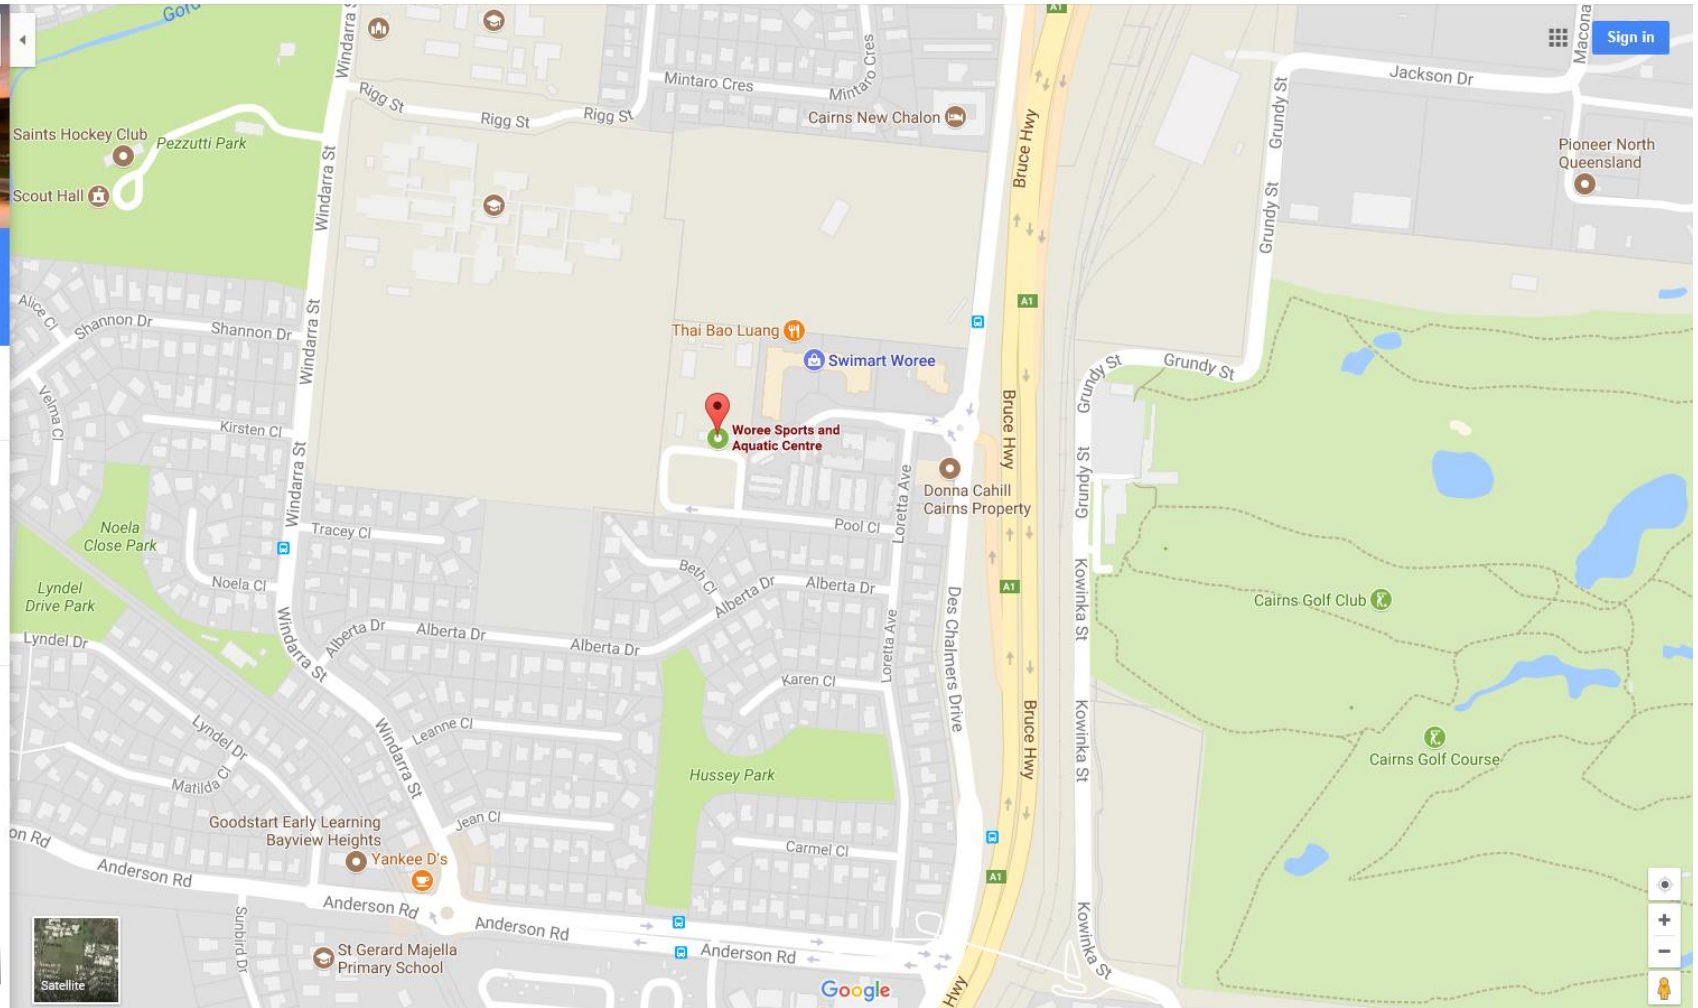 Windarra S
A1
Macona
Sign in
Gord
Windarra St
Mintaro Cres
Mintaro Cres
Jackson Dr
Rigg St
Rigg St
Rigg St
Cairns New Chalon
Bruce Hwy
Grundy St
Pioneer North
Queensland
Saints Hockey Club
Pezzutti Park
Scout Hall
Windarra St
Grundy St
A1
Alice Cl
Shannon Dr
Shannon Dr
Windarra St
Thai Bao Luang
Swimart Woree
Grundy St
Grundy St
Velma Cl
Kirsten Cl
Woree Sports and
Aquatic Centre
Bruce Hwy
Windarra St
Loretta Ave
Donna Cahill
Cairns Property
Grundy St
Noela
Close Park
Tracey Cl
Pool Cl
Lyndel
Drive Park
Noela Cl
Beth Cl
Alberta Dr
Alberta Dr
A1
Des Chalmers Drive
Kowinka St
Cairns Golf Club
Lyndel Dr
Windarra St
Alberta Dr
Alberta Dr
Alberta Dr
Loretta Ave
Karen Cl
Lyndel Dr
Windarra St
Leanne Cl
Bruce Hwy
Kowinka St
Cairns Golf Course
Matilda Cl
Hussey Park
Goodstart Early Learning
Bayview Heights
Jean Cl
Yankee D's
Carmel Cl
on Rd
Anderson Rd
A1
Anderson Rd
Anderson Rd
Anderson Rd
Kowinka St
Sunbird Dr
St Gerard Majella
Primary School
Satellite
Google
Hwy